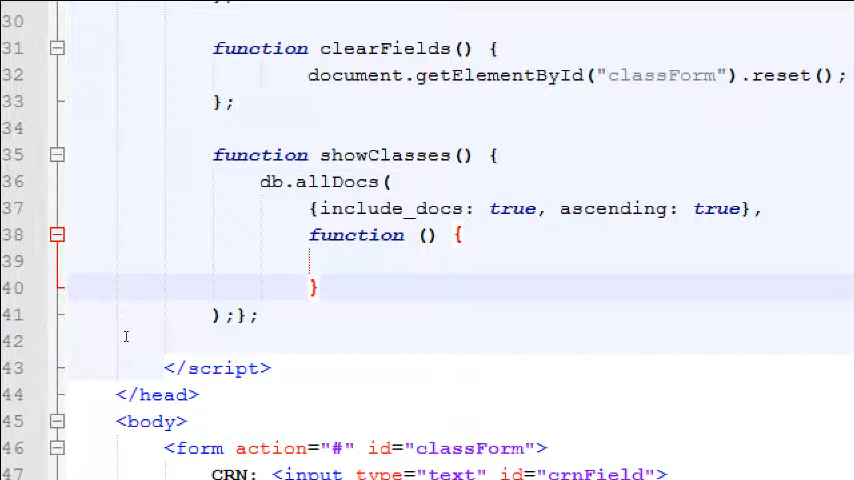 30
31 function clearFields() {
32 document.getElementById("classForm").reset();
33 };
34
35 function showClasses() {
36 db.allDocs(
37 {include_docs: true, ascending: true},
38 function () {
39
40 }
41 );};
42
43 </script>
44 </head>
45 <body>
46 <form action="#" id="classForm">
47 CRN: <input type="text" id="crnField">